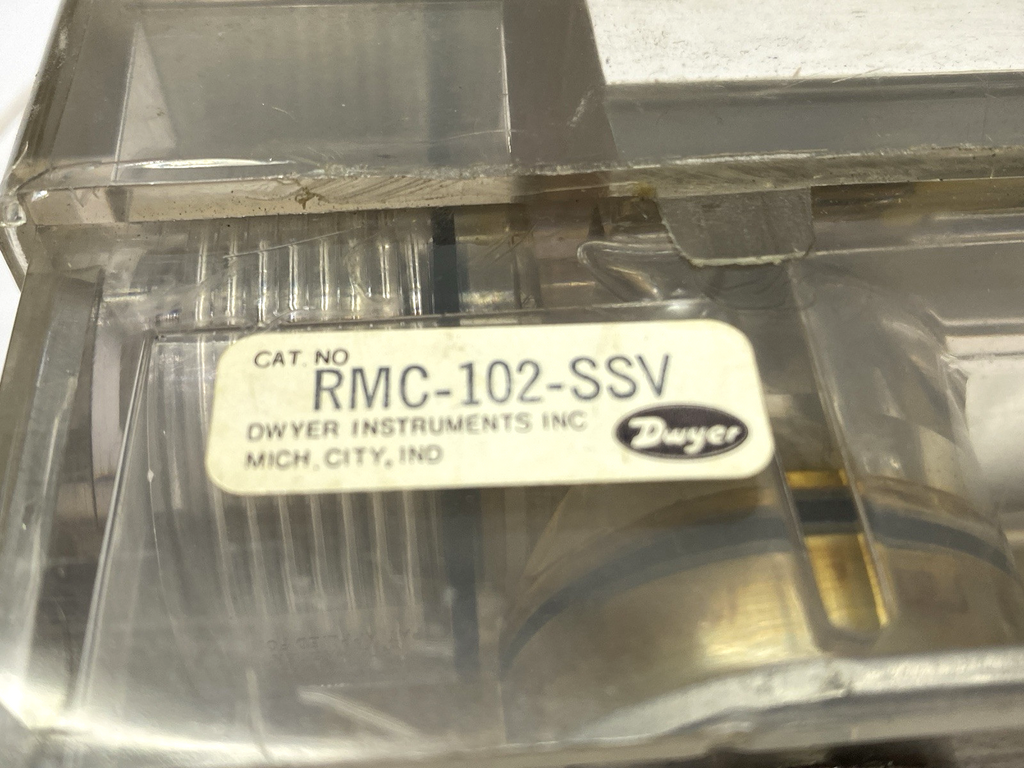 CAT. NO
RMC-102-SSV
DWYER INSTRUMENTS INC
MICH. CITY, IND
Dwyer